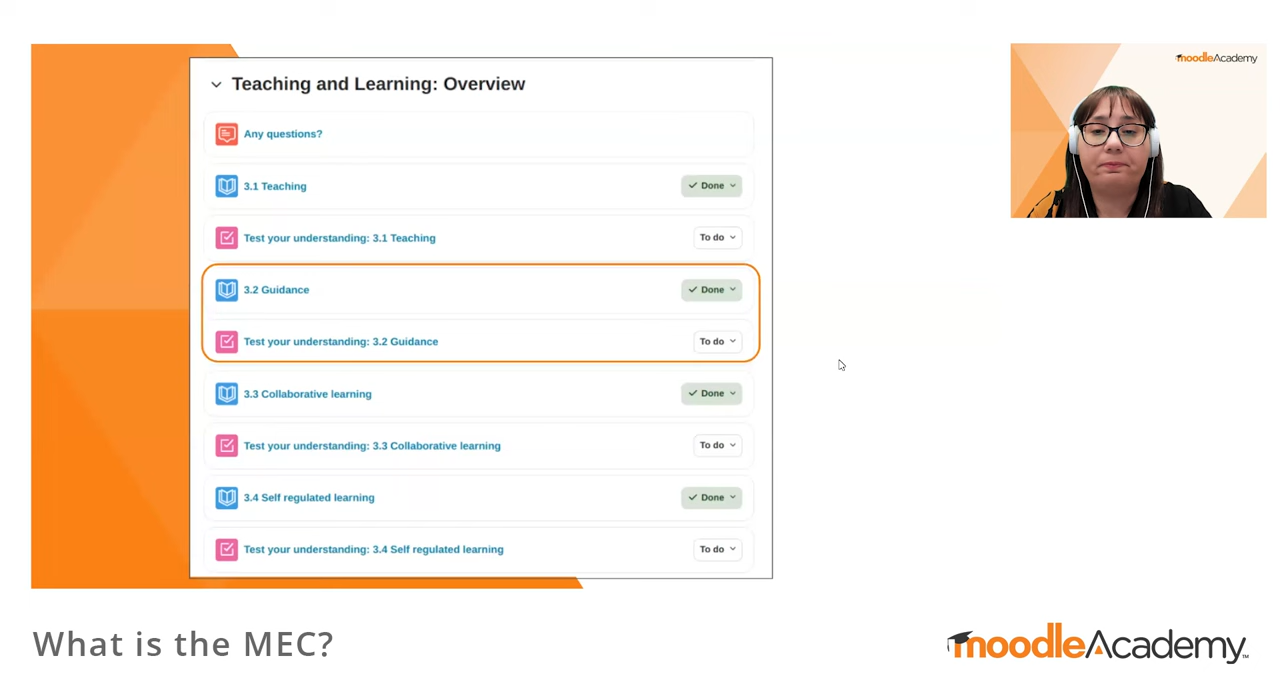 Teaching and Learning: Overview
Any questions?
3.1 Teaching
Done
Test your understanding: 3.1 Teaching
To do
3.2 Guidance
Done
Test your understanding: 3.2 Guidance
To do
3.3 Collaborative learning
Done
Test your understanding: 3.3 Collaborative learning
To do
3.4 Self regulated learning
Done
Test your understanding: 3.4 Self regulated learning
To do
moodleAcademy
What is the MEC?
moodleAcademy™